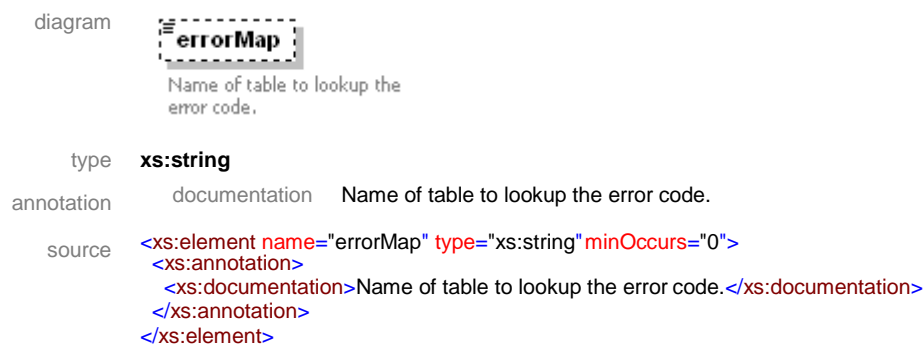 diagram
errorMap
Name of table to lookup the
error code.
type xs:string
annotation documentation Name of table to lookup the error code.
source <xs:element name="errorMap" type="xs:string"minOccurs="0">
<xs:annotation>
<xs:documentation>Name of table to lookup the error code.</xs:documentation>
</xs:annotation>
</xs:element>